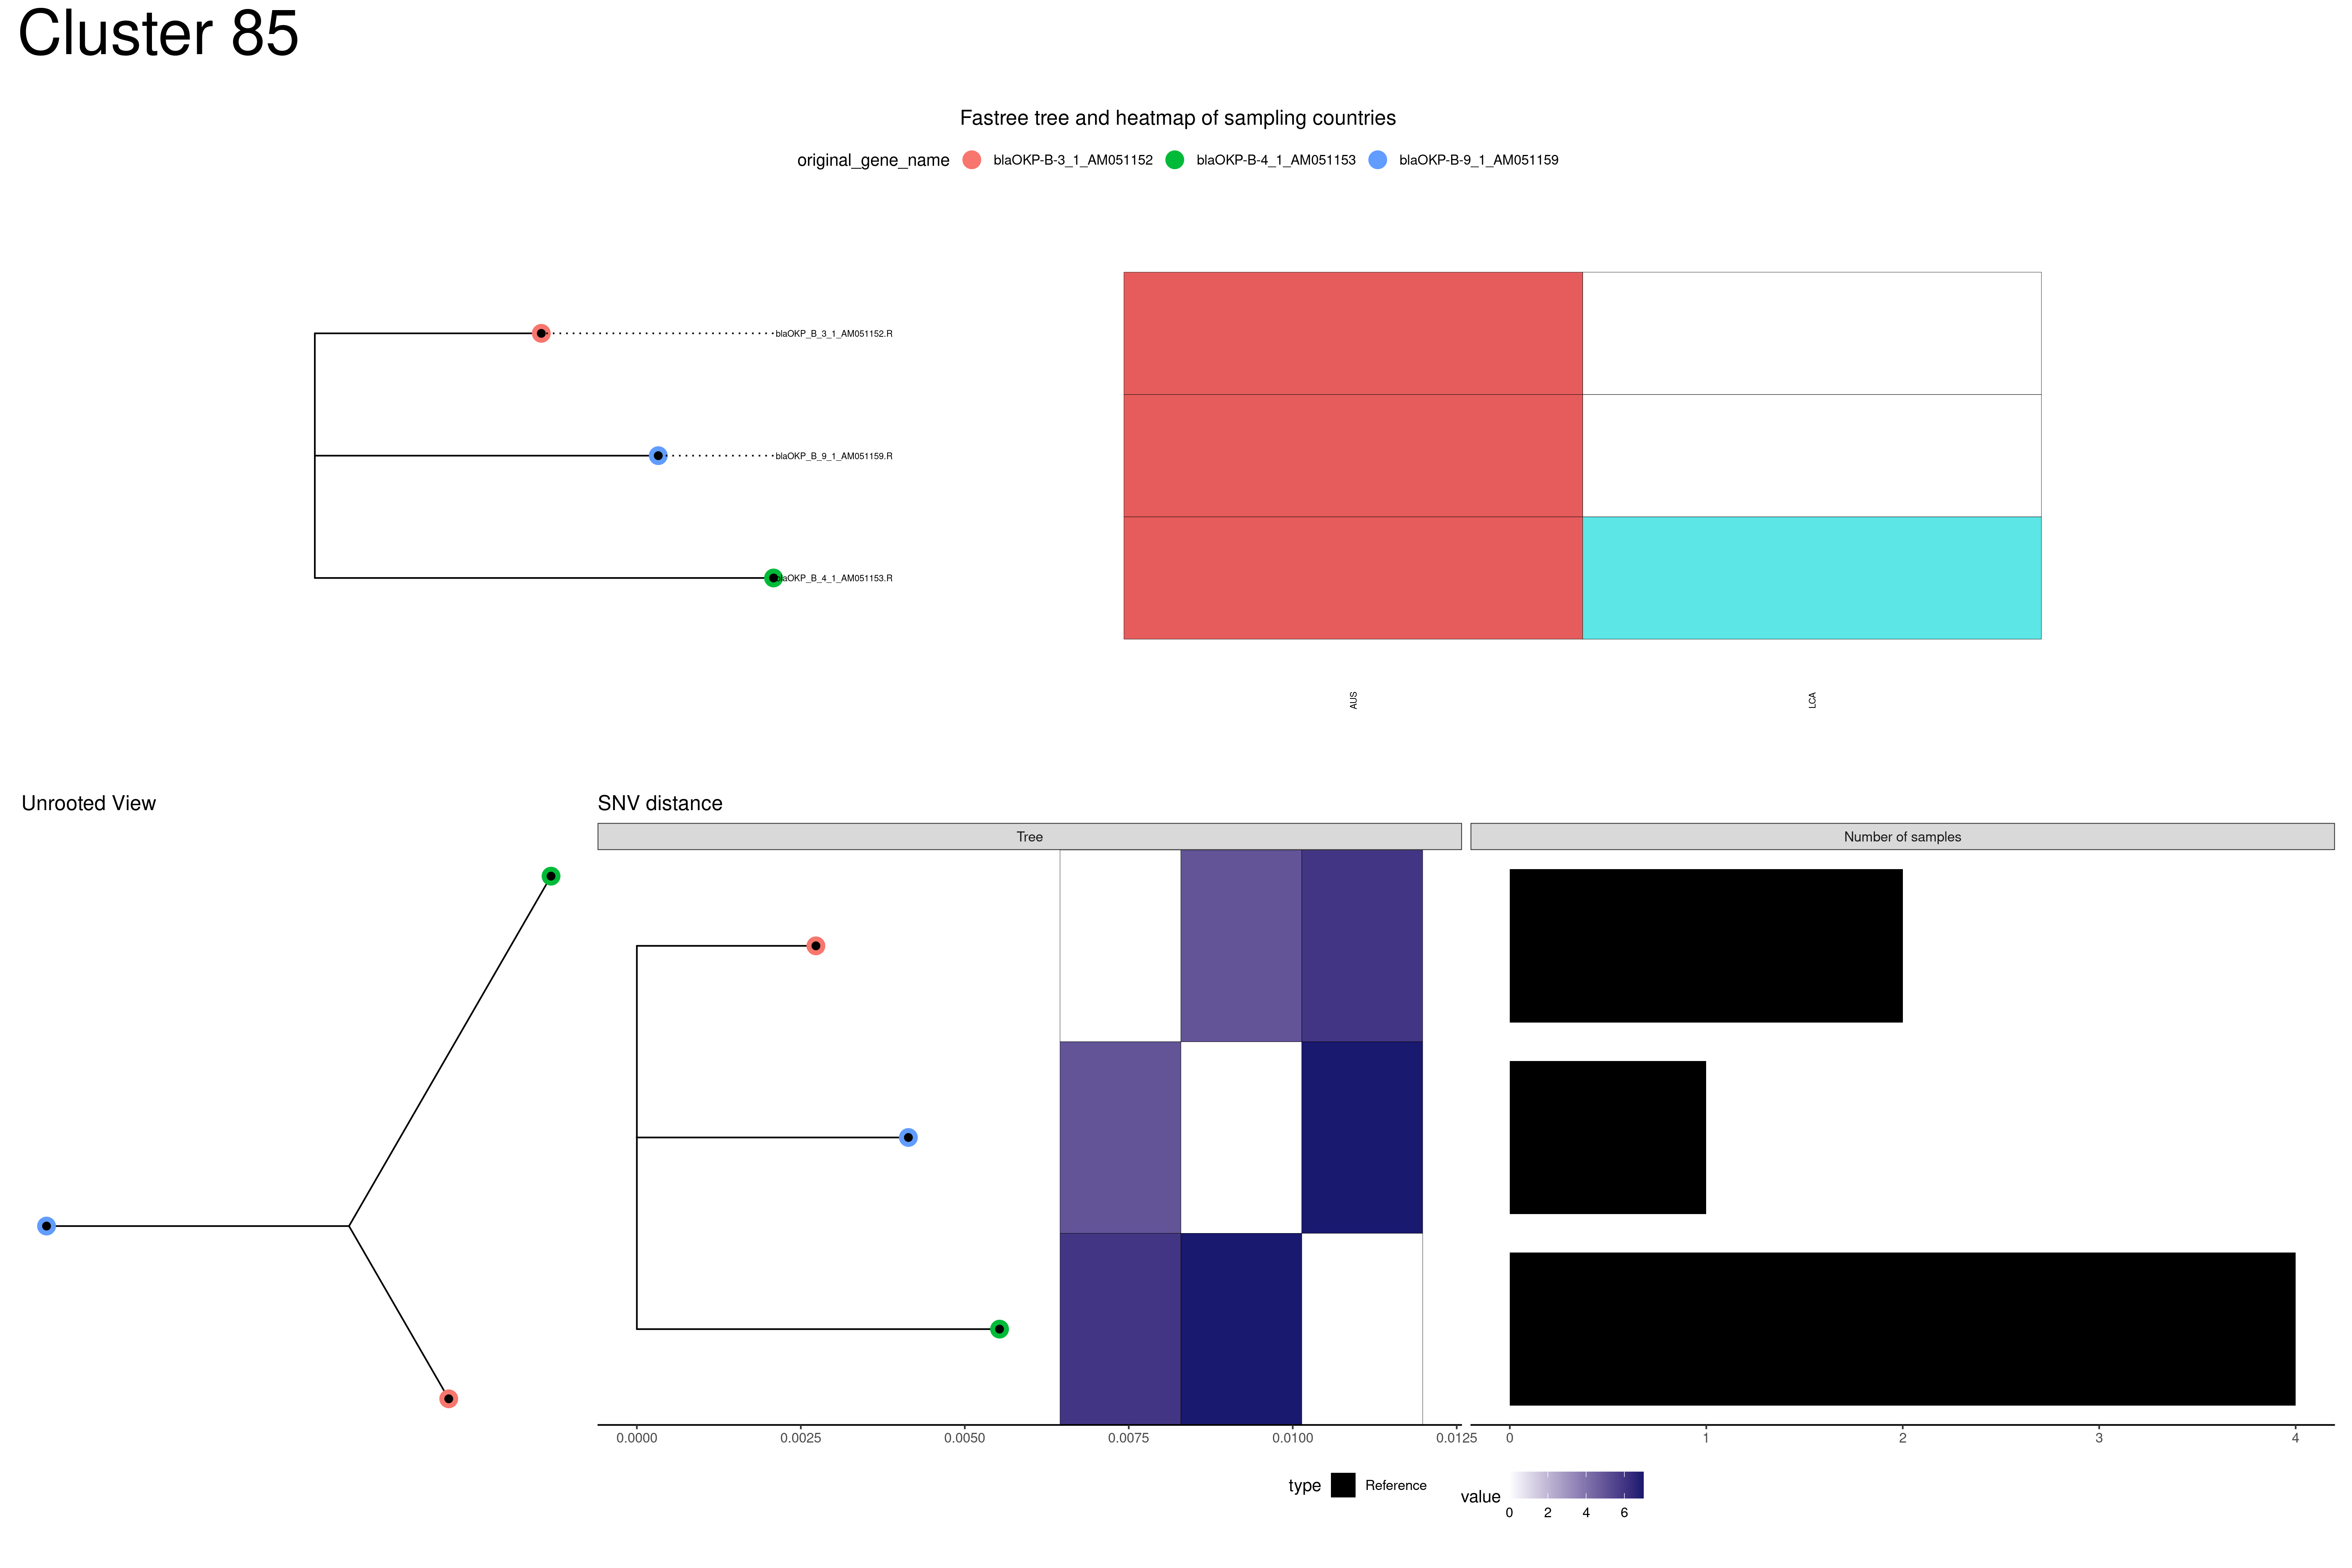 Cluster 85
Fastree tree and heatmap of sampling countries
original_gene_name blaOKP-B-3_1_AM051152 blaOKP-B-4_1_AM051153 blaOKP-B-9_1_AM051159
blaOKP_B_3_1_AM051152.R
blaOKP_B_9_1_AM051159.R
blaOKP_B_4_1_AM051153.R
AUS LCA
Unrooted View
SNV distance
Tree Number of samples
0.0000 0.0025 0.0050 0.0075 0.0100 0.0125 0 1 2 3 4
type Reference value
0 2 4 6